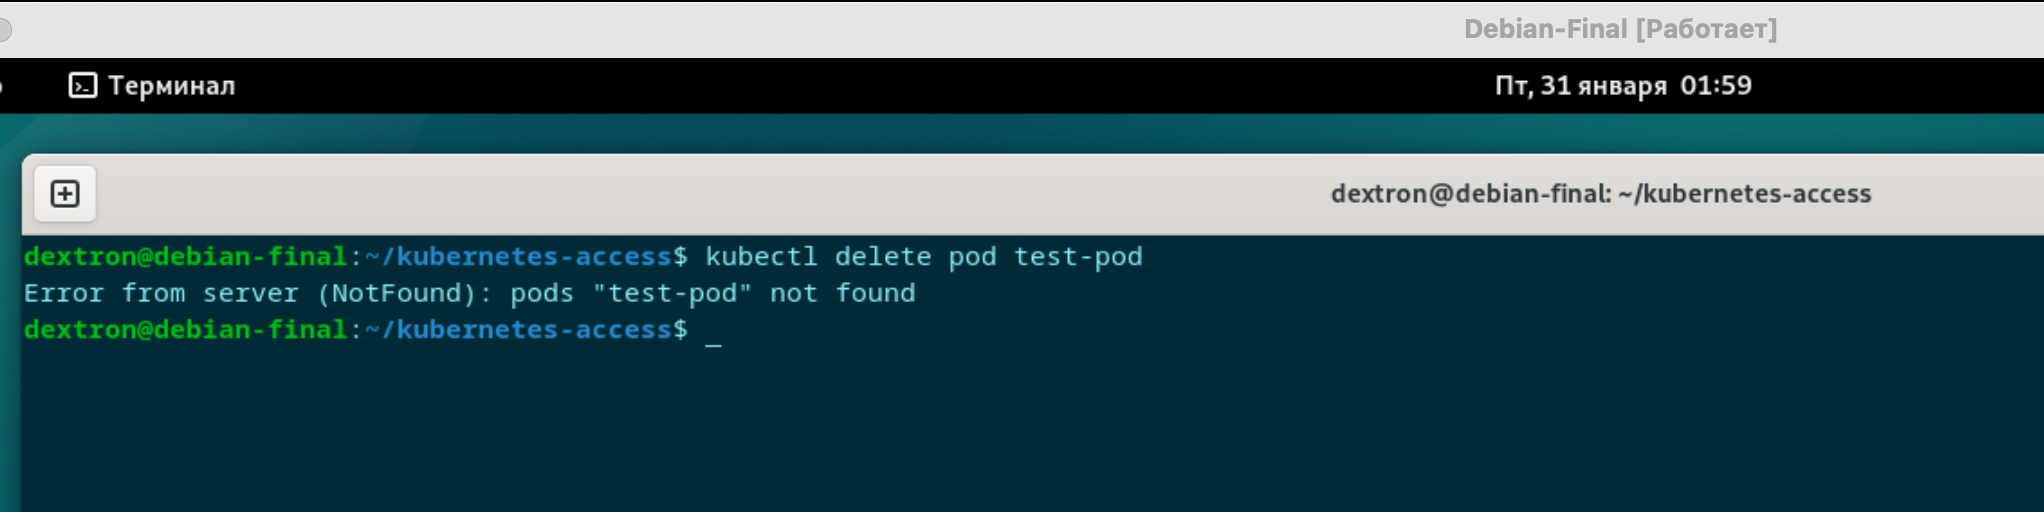 Debian-Final [Работает]
Терминал
Пт, 31 января 01:59
dextron@debian-final: ~/kubernetes-access
dextron@debian-final:~/kubernetes-access$ kubectl delete pod test-pod
Error from server (NotFound): pods "test-pod" not found
dextron@debian-final:~/kubernetes-access$ _